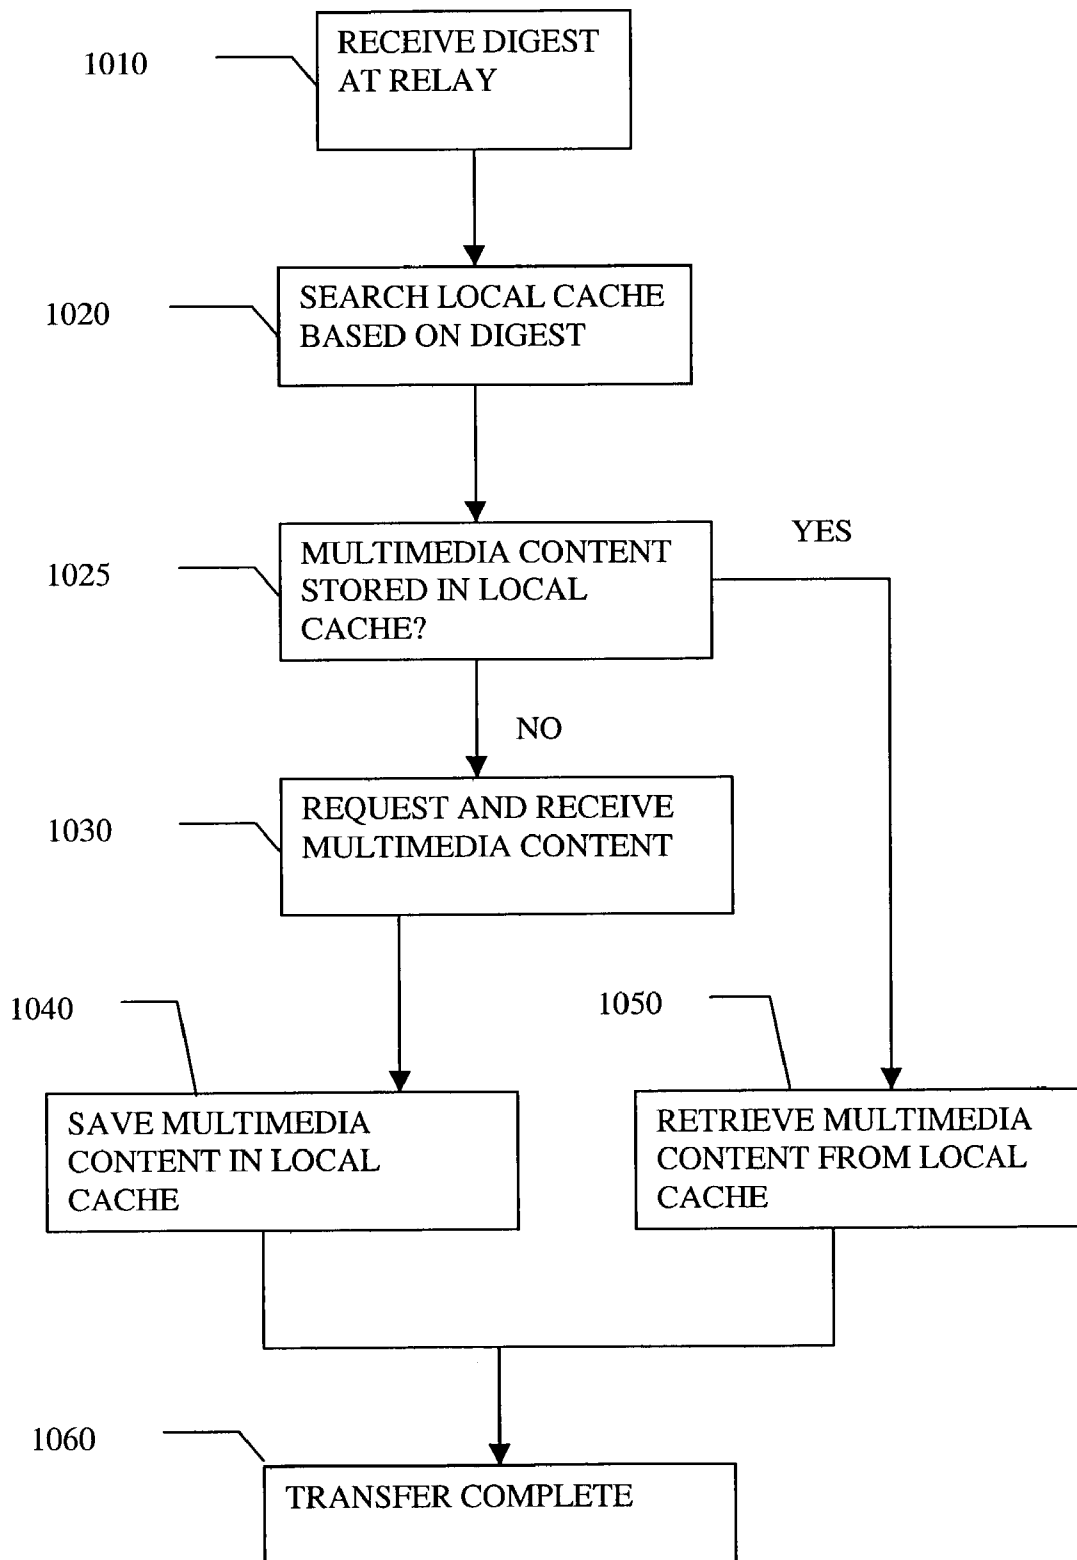 1010
RECEIVE DIGEST
AT RELAY
1020
SEARCH LOCAL CACHE
BASED ON DIGEST
1025
MULTIMEDIA CONTENT
STORED IN LOCAL
CACHE?
YES
NO
1030
REQUEST AND RECEIVE
MULTIMEDIA CONTENT
1040
SAVE MULTIMEDIA
CONTENT IN LOCAL
CACHE
1050
RETRIEVE MULTIMEDIA
CONTENT FROM LOCAL
CACHE
1060
TRANSFER COMPLETE